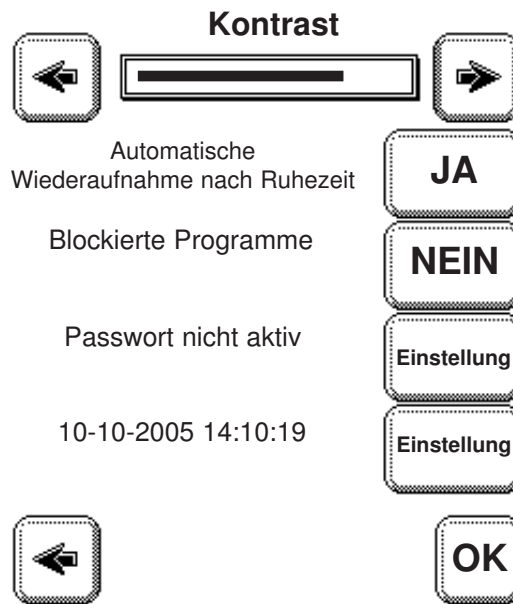 Kontrast
Automatische
Wiederaufnahme nach Ruhezeit
JA
Blockierte Programme
NEIN
Passwort nicht aktiv
Einstellung
10-10-2005 14:10:19
Einstellung
OK